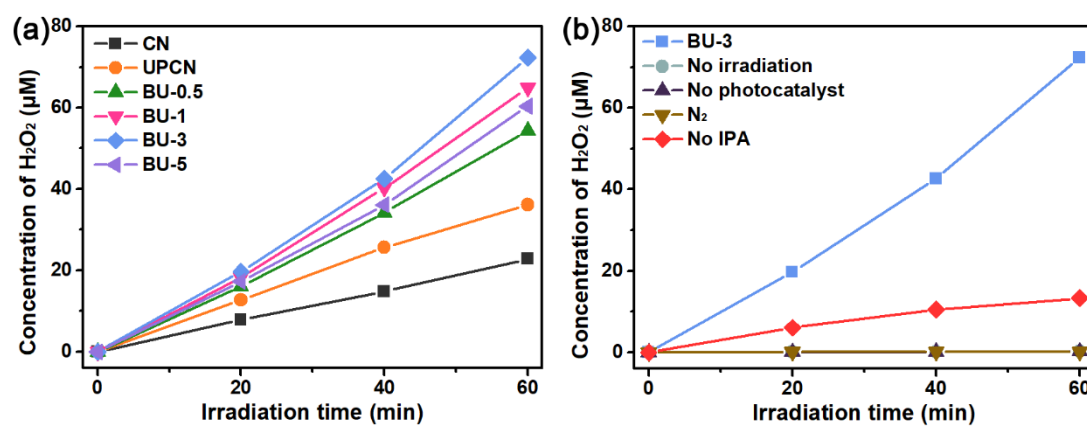 (a)
Concentration of H₂O₂ (µM)
80
60
40
20
0
CN
UPCN
BU-0.5
BU-1
BU-3
BU-5
0 20 40 60
Irradiation time (min)
(b)
Concentration of H₂O₂ (µM)
80
60
40
20
0
BU-3
No irradiation
No photocatalyst
N₂
No IPA
0 20 40 60
Irradiation time (min)